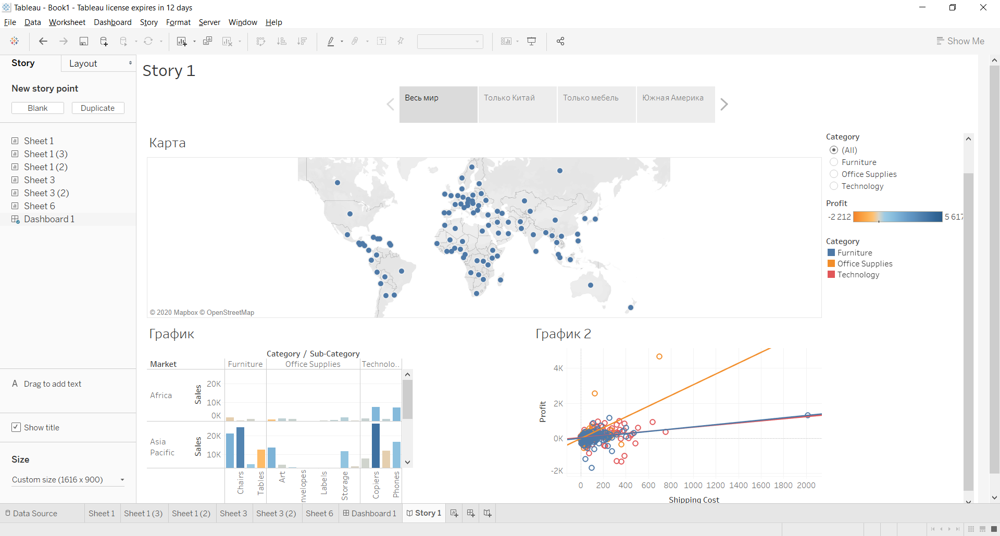 Tableau - Book1 - Tableau license expires in 12 days
File Data Worksheet Dashboard Story Format Server Window Help
Show Me
Story Layout
New story point
Blank Duplicate
Sheet 1
Sheet 1 (3)
Sheet 1 (2)
Sheet 3
Sheet 3 (2)
Sheet 6
Dashboard 1
A Drag to add text
Show title
Size
Custom size (1616 x 900)
Story 1
Весь мир Только Китай Только мебель Южная Америка
Карта
© 2020 Mapbox © OpenStreetMap
Category
(All)
Furniture
Office Supplies
Technology
Profit
-2 212 5 617
Category
Furniture
Office Supplies
Technology
График
Category / Sub-Category
Market Furniture Office Supplies Technolo..
Africa
Sales
20K
10K
0K
Asia
Pacific
Sales
20K
10K
Chairs
Tables
Art
nvelopes
Labels
Storage
Copiers
Phones
График 2
Profit
4K
2K
0K
-2K
0 200 400 600 800 1000 1200 1400 1600 1800 2000
Shipping Cost
Data Source Sheet 1 Sheet 1 (3) Sheet 1 (2) Sheet 3 Sheet 3 (2) Sheet 6 Dashboard 1 Story 1